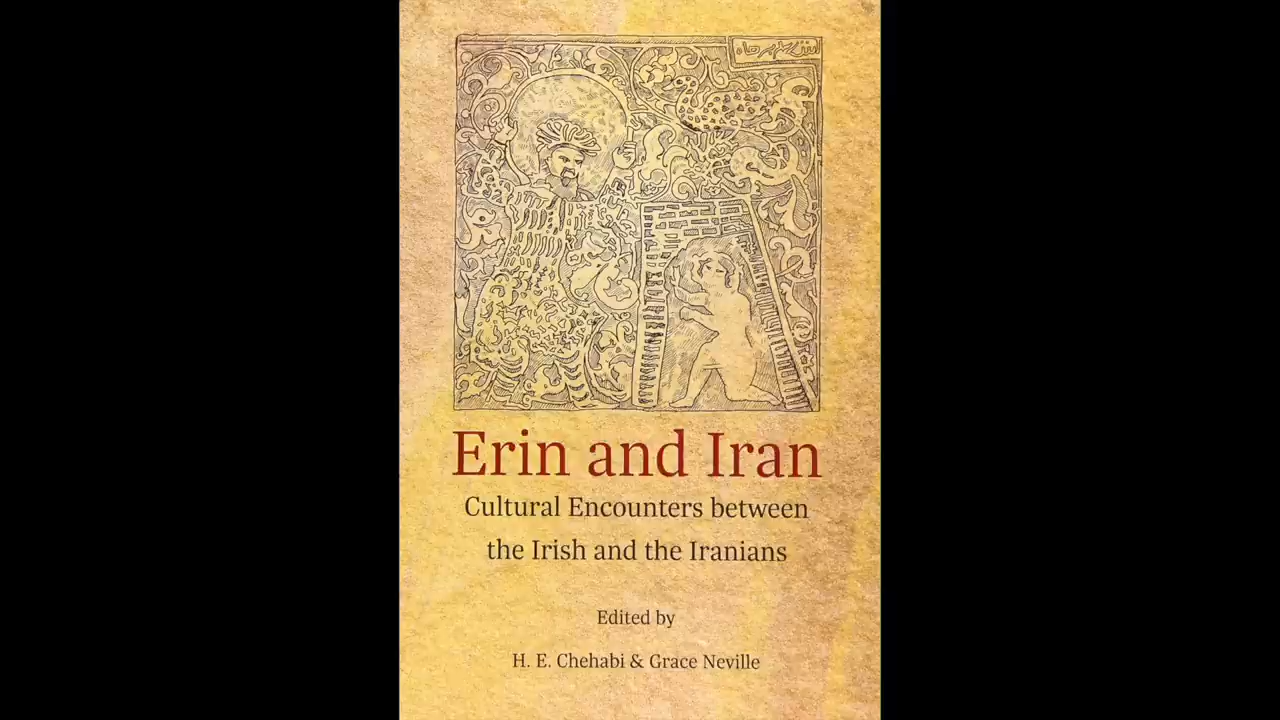 Erin and Iran
Cultural Encounters between
the Irish and the Iranians
Edited by
H. E. Chehabi & Grace Neville